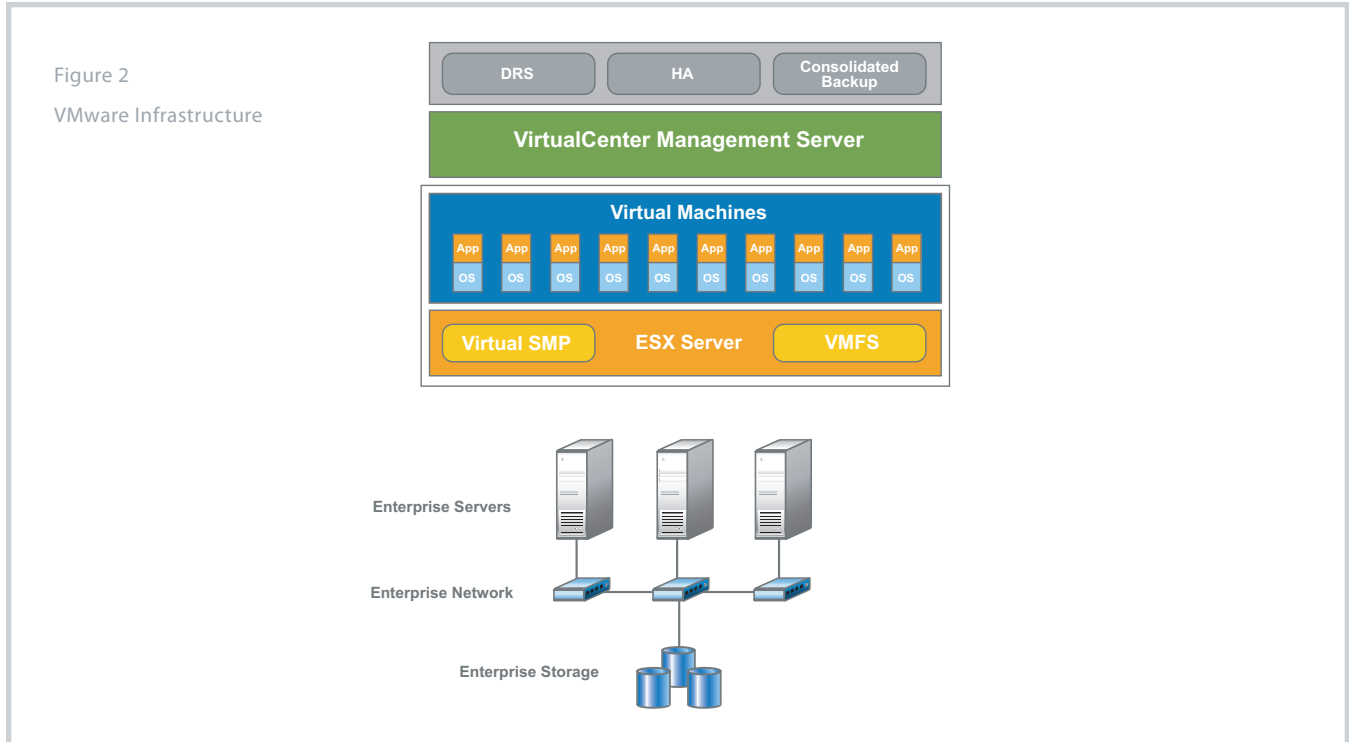 Figure 2
VMware Infrastructure
DRS
HA
Consolidated
Backup
VirtualCenter Management Server
Virtual Machines
App App App App App App App App App App
OS OS OS OS OS OS OS OS OS OS
Virtual SMP
ESX Server
VMFS
Enterprise Servers
Enterprise Network
Enterprise Storage